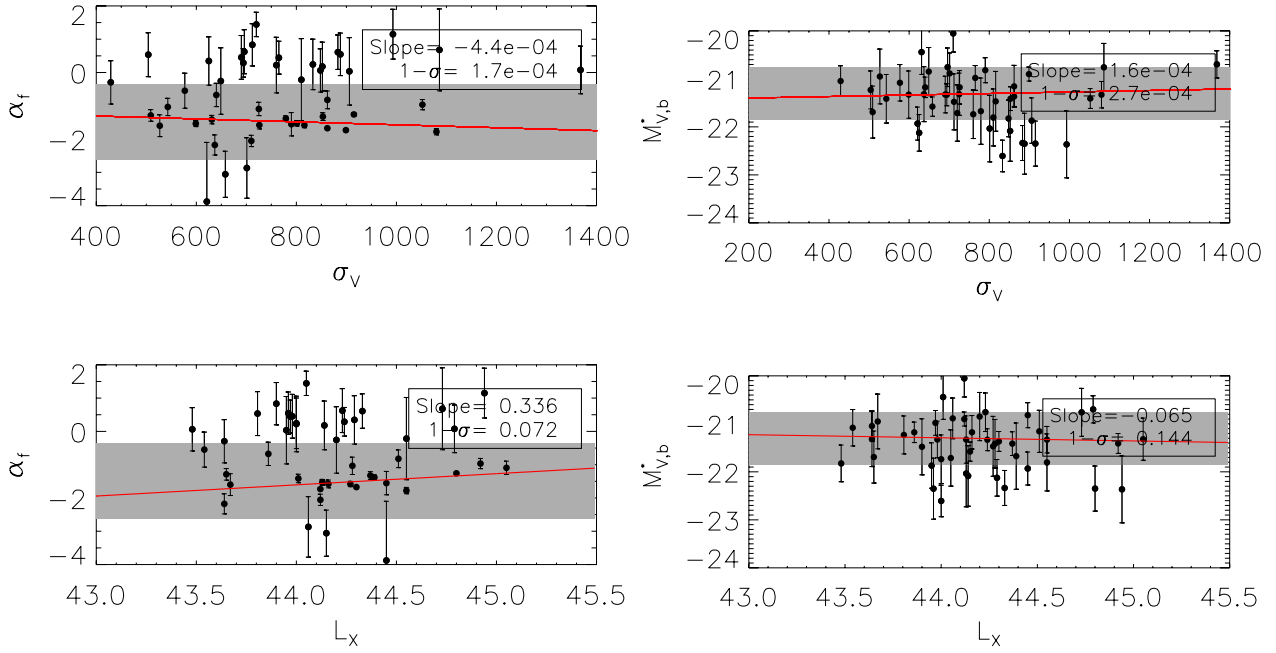 2
0
−2
−4
α_f
Slope= −4.4e−04
1−σ= 1.7e−04
400 600 800 1000 1200 1400
σ_V
−20
−21
−22
−23
−24
M*_V,b
Slope= 1.6e−04
1−σ= 2.7e−04
200 400 600 800 1000 1200 1400
σ_V
2
0
−2
−4
α_f
Slope= 0.336
1−σ= 0.072
43.0 43.5 44.0 44.5 45.0 45.5
L_X
−20
−21
−22
−23
−24
M*_V,b
Slope=−0.065
1−σ= 0.144
43.0 43.5 44.0 44.5 45.0 45.5
L_X